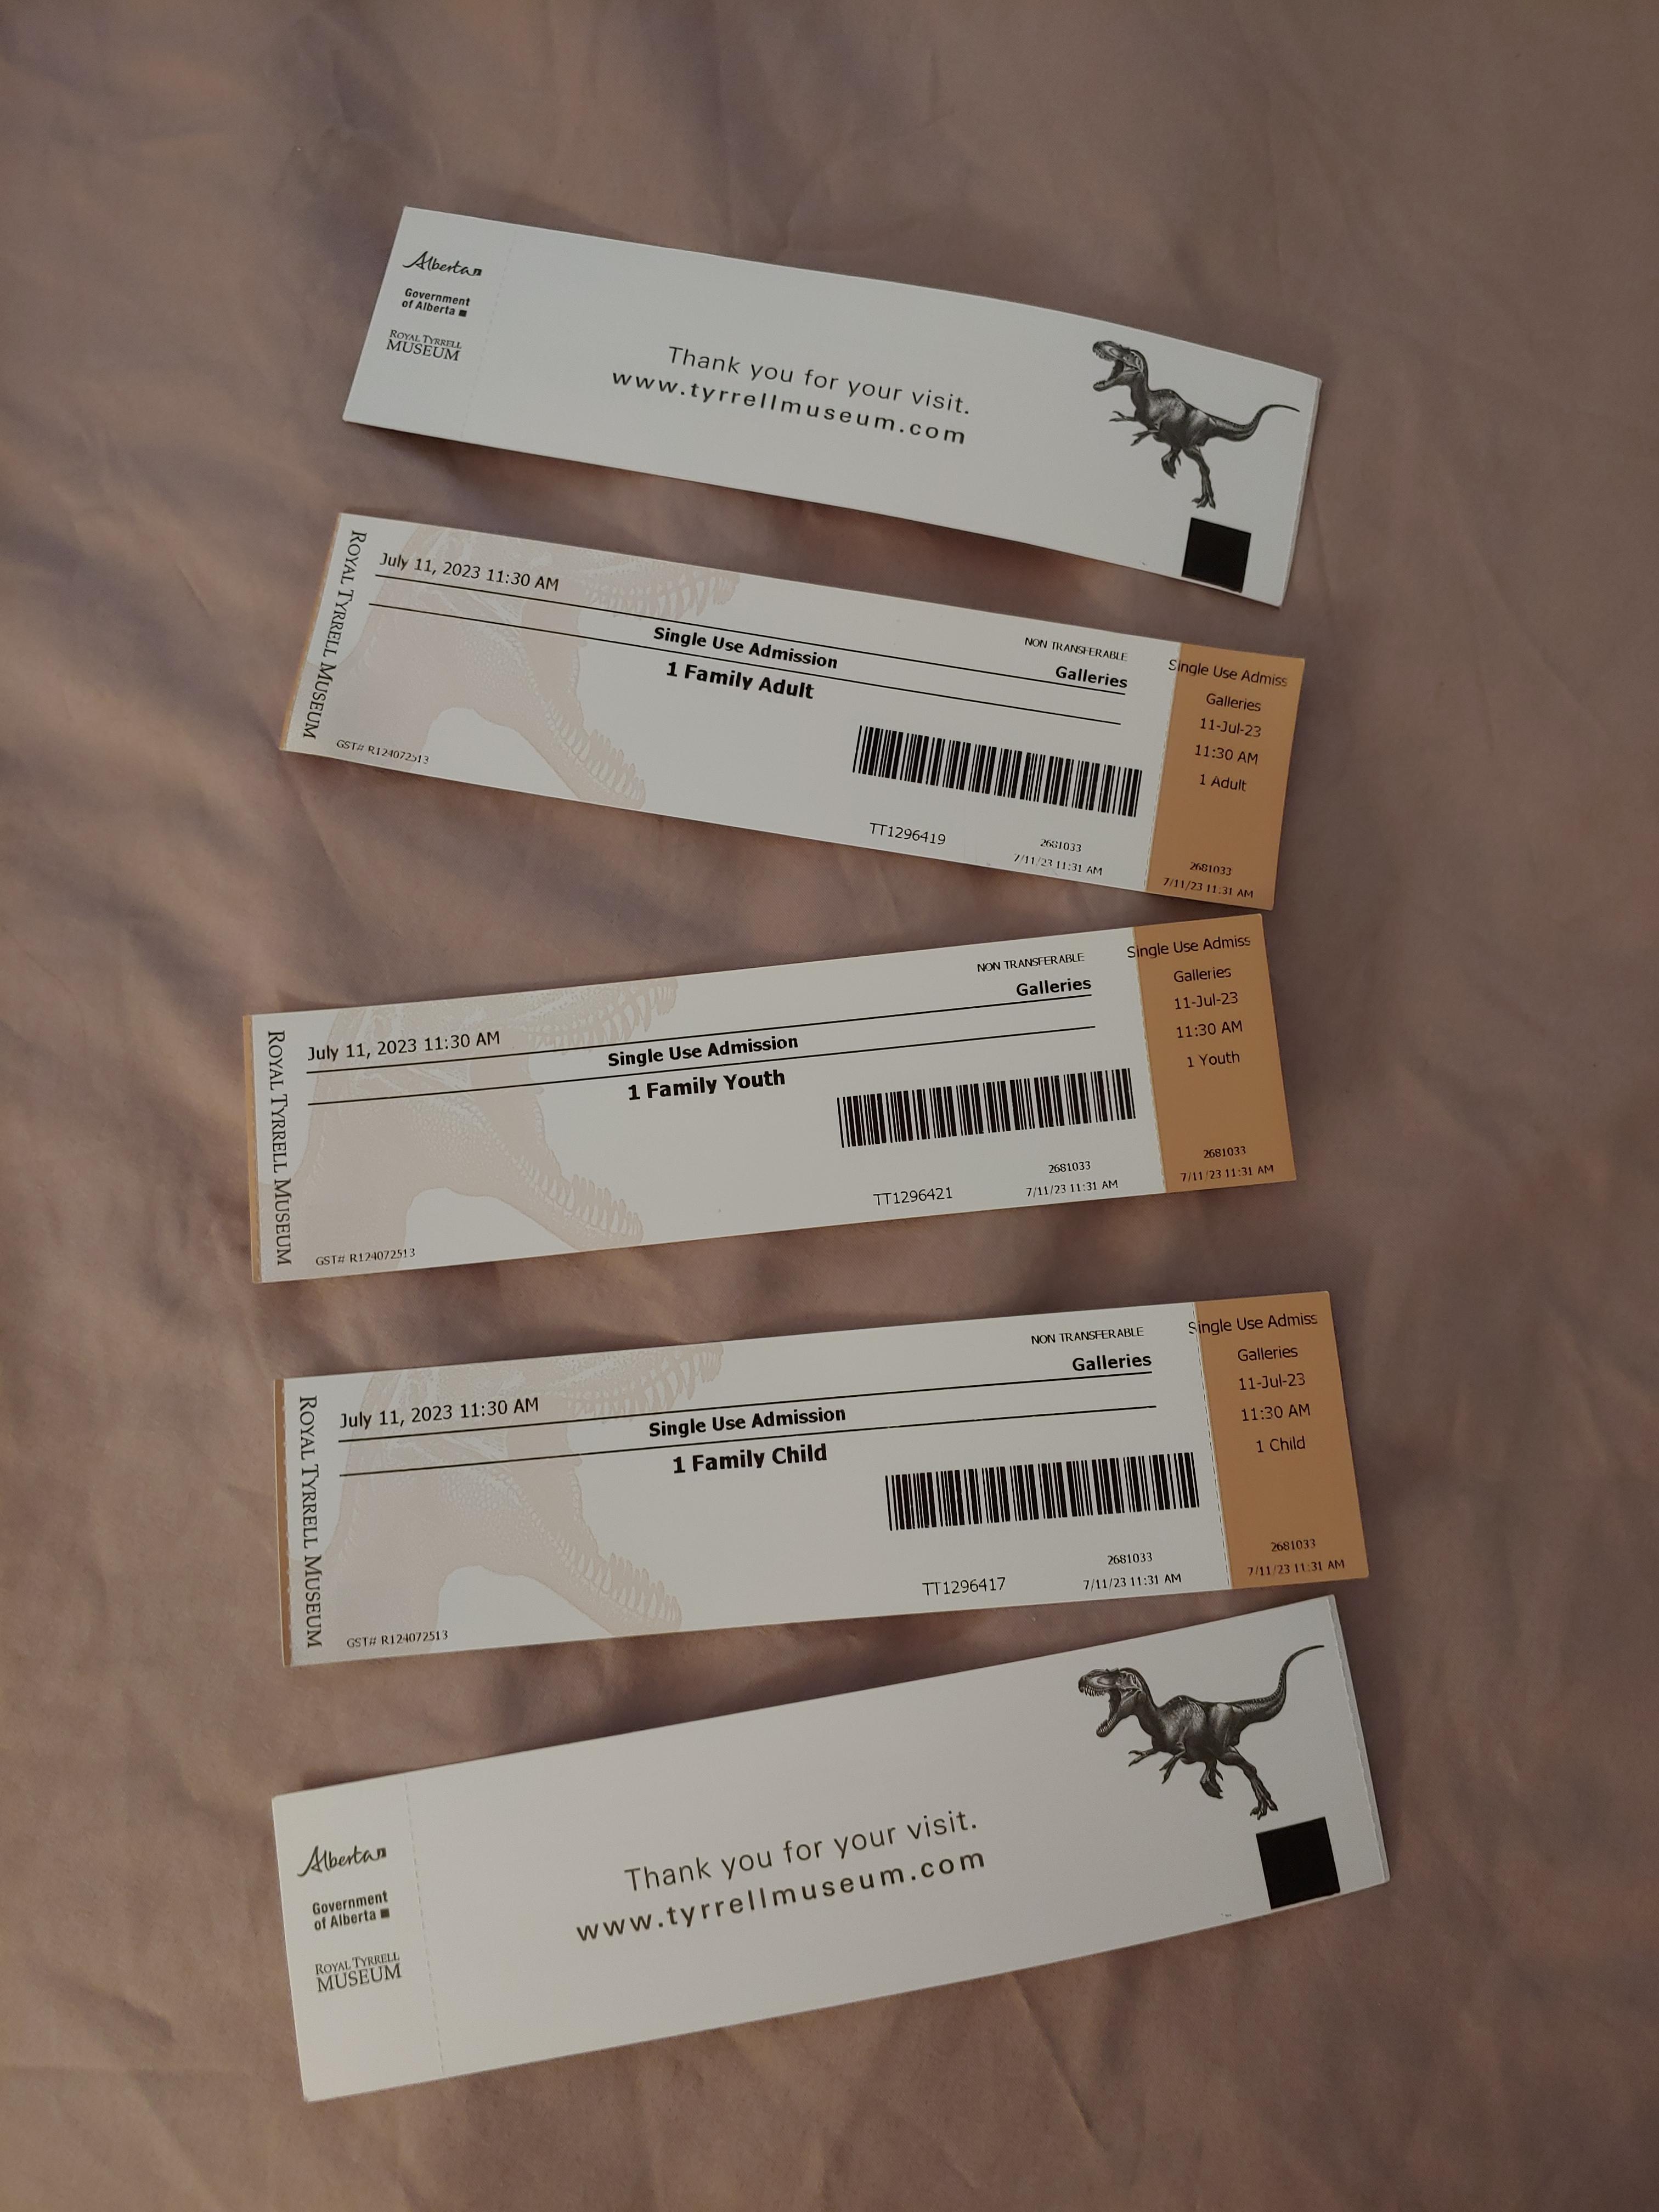 Alberta
Government
of Alberta
ROYAL TYRRELL
MUSEUM
Thank you for your visit.
www.tyrrellmuseum.com
ROYAL TYRRELL MUSEUM
July 11, 2023 11:30 AM
NON TRANSFERABLE
Galleries
Single Use Admission
1 Family Adult
GST# R124072513
TT1296419
2681033
7/11/23 11:31 AM
Single Use Admiss
Galleries
11-Jul-23
11:30 AM
1 Adult
2681033
7/11/23 11:31 AM
ROYAL TYRRELL MUSEUM
July 11, 2023 11:30 AM
NON TRANSFERABLE
Galleries
Single Use Admission
1 Family Youth
GST# R124072513
TT1296421
2681033
7/11/23 11:31 AM
Single Use Admiss
Galleries
11-Jul-23
11:30 AM
1 Youth
2681033
7/11/23 11:31 AM
ROYAL TYRRELL MUSEUM
July 11, 2023 11:30 AM
NON TRANSFERABLE
Galleries
Single Use Admission
1 Family Child
GST# R124072513
TT1296417
2681033
7/11/23 11:31 AM
Single Use Admiss
Galleries
11-Jul-23
11:30 AM
1 Child
2681033
7/11/23 11:31 AM
Alberta
Government
of Alberta
ROYAL TYRRELL
MUSEUM
Thank you for your visit.
www.tyrrellmuseum.com